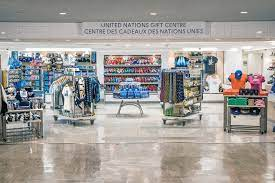 UNITED NATIONS GIFT CENTRE
CENTRE DES CADEAUX DES NATIONS UNIES